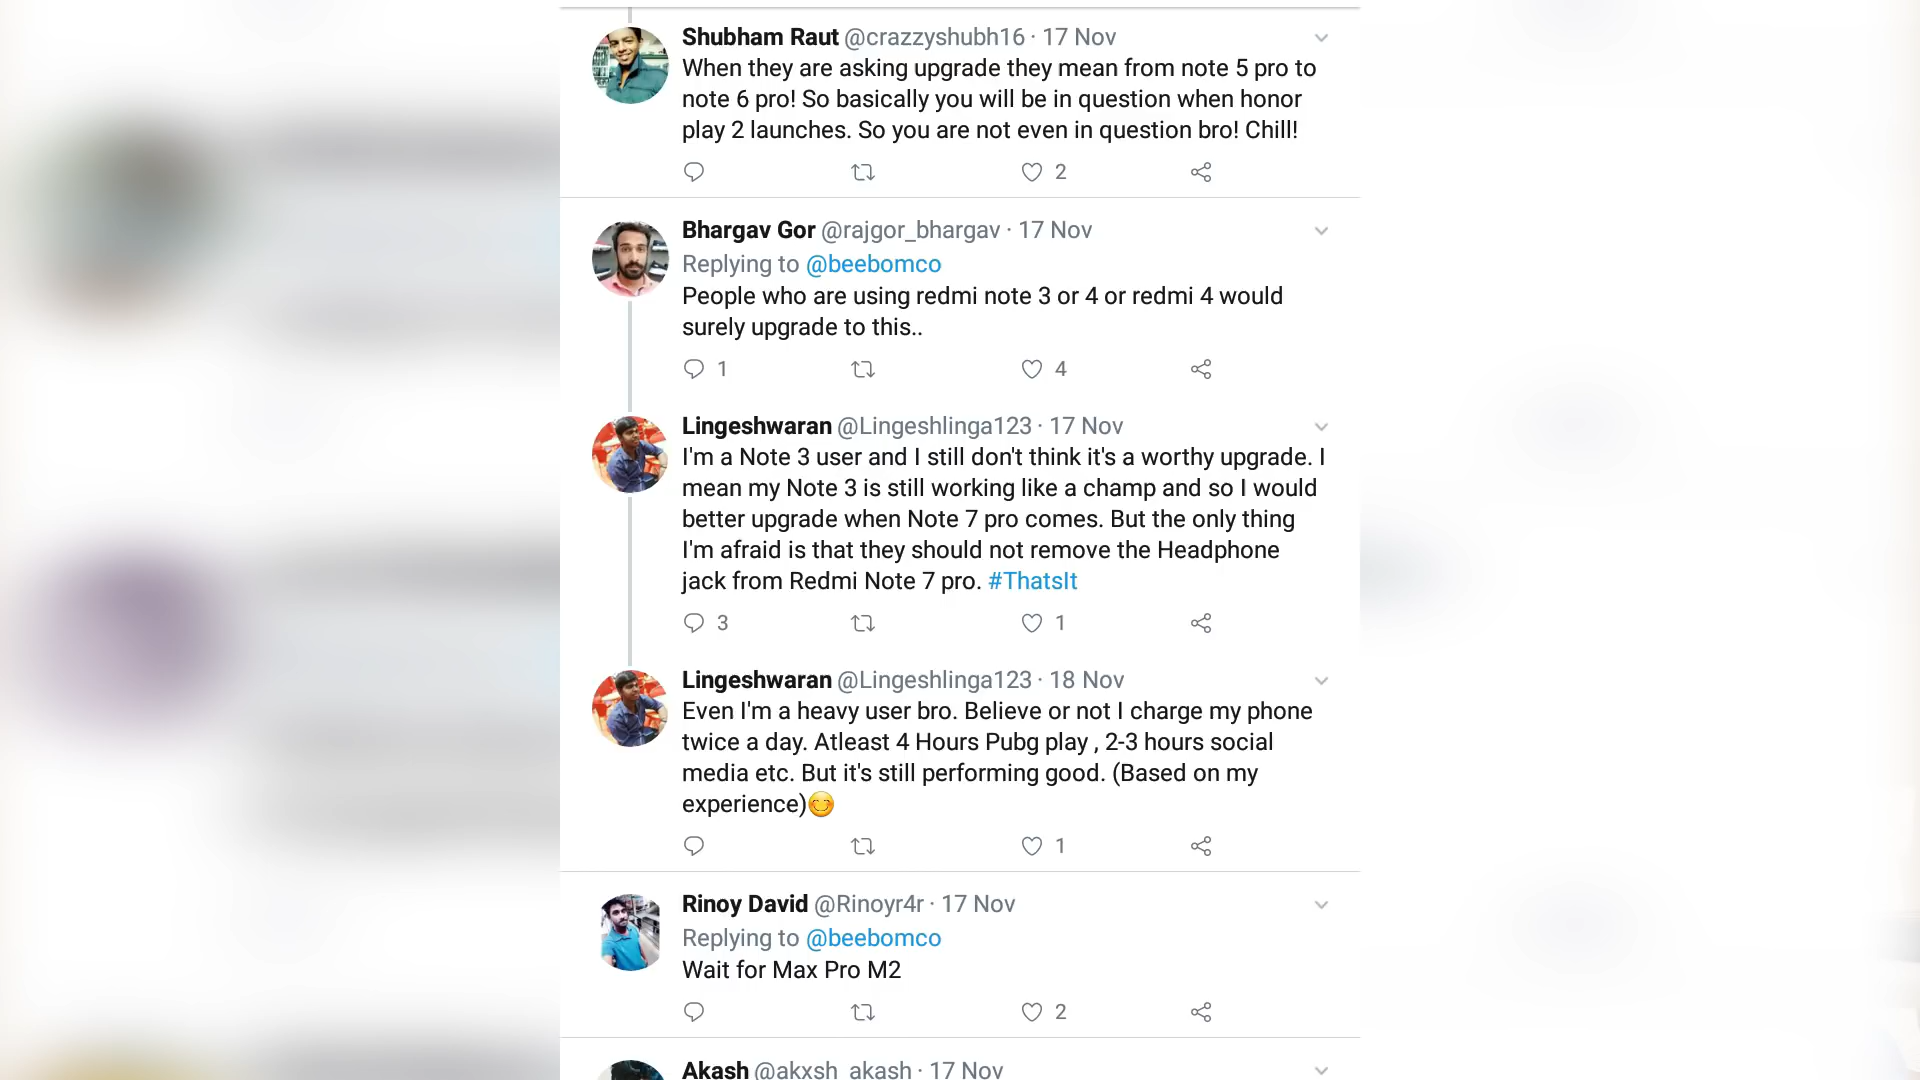 Shubham Raut @crazzyshubh16 · 17 Nov
When they are asking upgrade they mean from note 5 pro to
note 6 pro! So basically you will be in question when honor
play 2 launches. So you are not even in question bro! Chill!
2
Bhargav Gor @rajgor_bhargav · 17 Nov
Replying to @beebomco
People who are using redmi note 3 or 4 or redmi 4 would
surely upgrade to this..
1 4
Lingeshwaran @Lingeshlinga123 · 17 Nov
I'm a Note 3 user and I still don't think it's a worthy upgrade. I
mean my Note 3 is still working like a champ and so I would
better upgrade when Note 7 pro comes. But the only thing
I'm afraid is that they should not remove the Headphone
jack from Redmi Note 7 pro. #ThatsIt
3 1
Lingeshwaran @Lingeshlinga123 · 18 Nov
Even I'm a heavy user bro. Believe or not I charge my phone
twice a day. Atleast 4 Hours Pubg play , 2-3 hours social
media etc. But it's still performing good. (Based on my
experience)😊
1
Rinoy David @Rinoyr4r · 17 Nov
Replying to @beebomco
Wait for Max Pro M2
2
Akash @akxsh_akash · 17 Nov